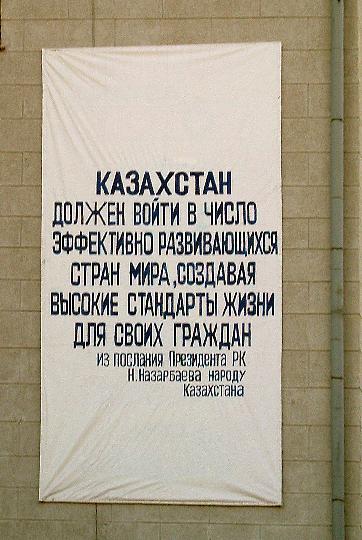 КАЗАХСТАН
ДОЛЖЕН ВОЙТИ В ЧИСЛО
ЭФФЕКТИВНО РАЗВИВАЮЩИХСЯ
СТРАН МИРА, СОЗДАВАЯ
ВЫСОКИЕ СТАНДАРТЫ ЖИЗНИ
ДЛЯ СВОИХ ГРАЖДАН
ИЗ ПОСЛАНИЯ ПРЕЗИДЕНТА РК
Н.НАЗАРБАЕВА НАРОДУ
КАЗАХСТАНА